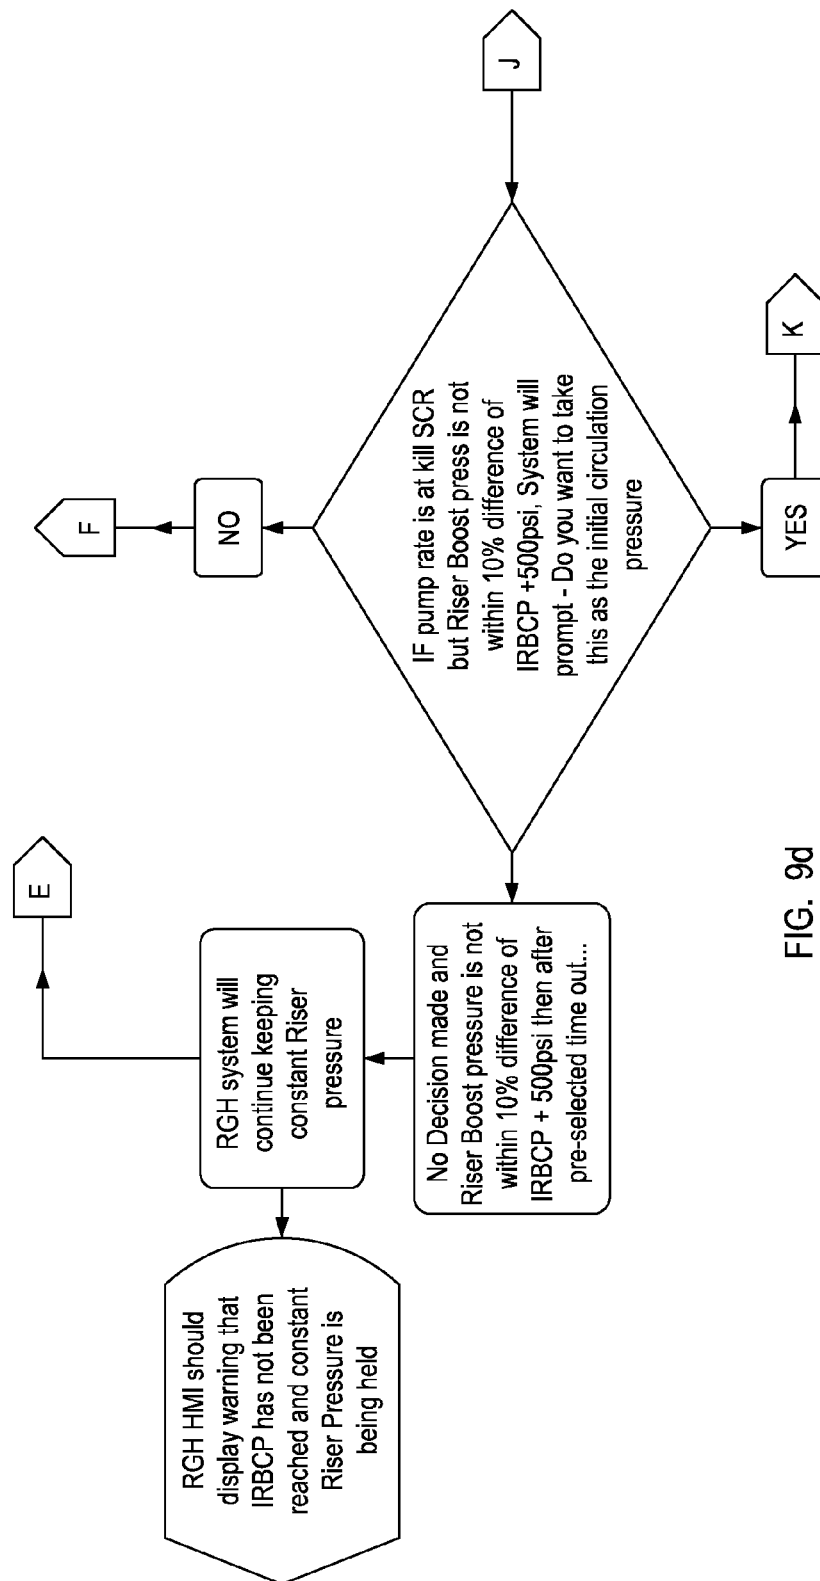 RGH HMI should
display warning that
IRBCP has not been
reached and constant
Riser Pressure is
being held
RGH system will
continue keeping
constant Riser
pressure
E
No Decision made and
Riser Boost pressure is not
within 10% difference of
IRBCP + 500psi then after
pre-selected time out...
F
NO
IF pump rate is at kill SCR
but Riser Boost press is not
within 10% difference of
IRBCP +500psi, System will
prompt - Do you want to take
this as the initial circulation
pressure
J
YES
K
FIG. 9d